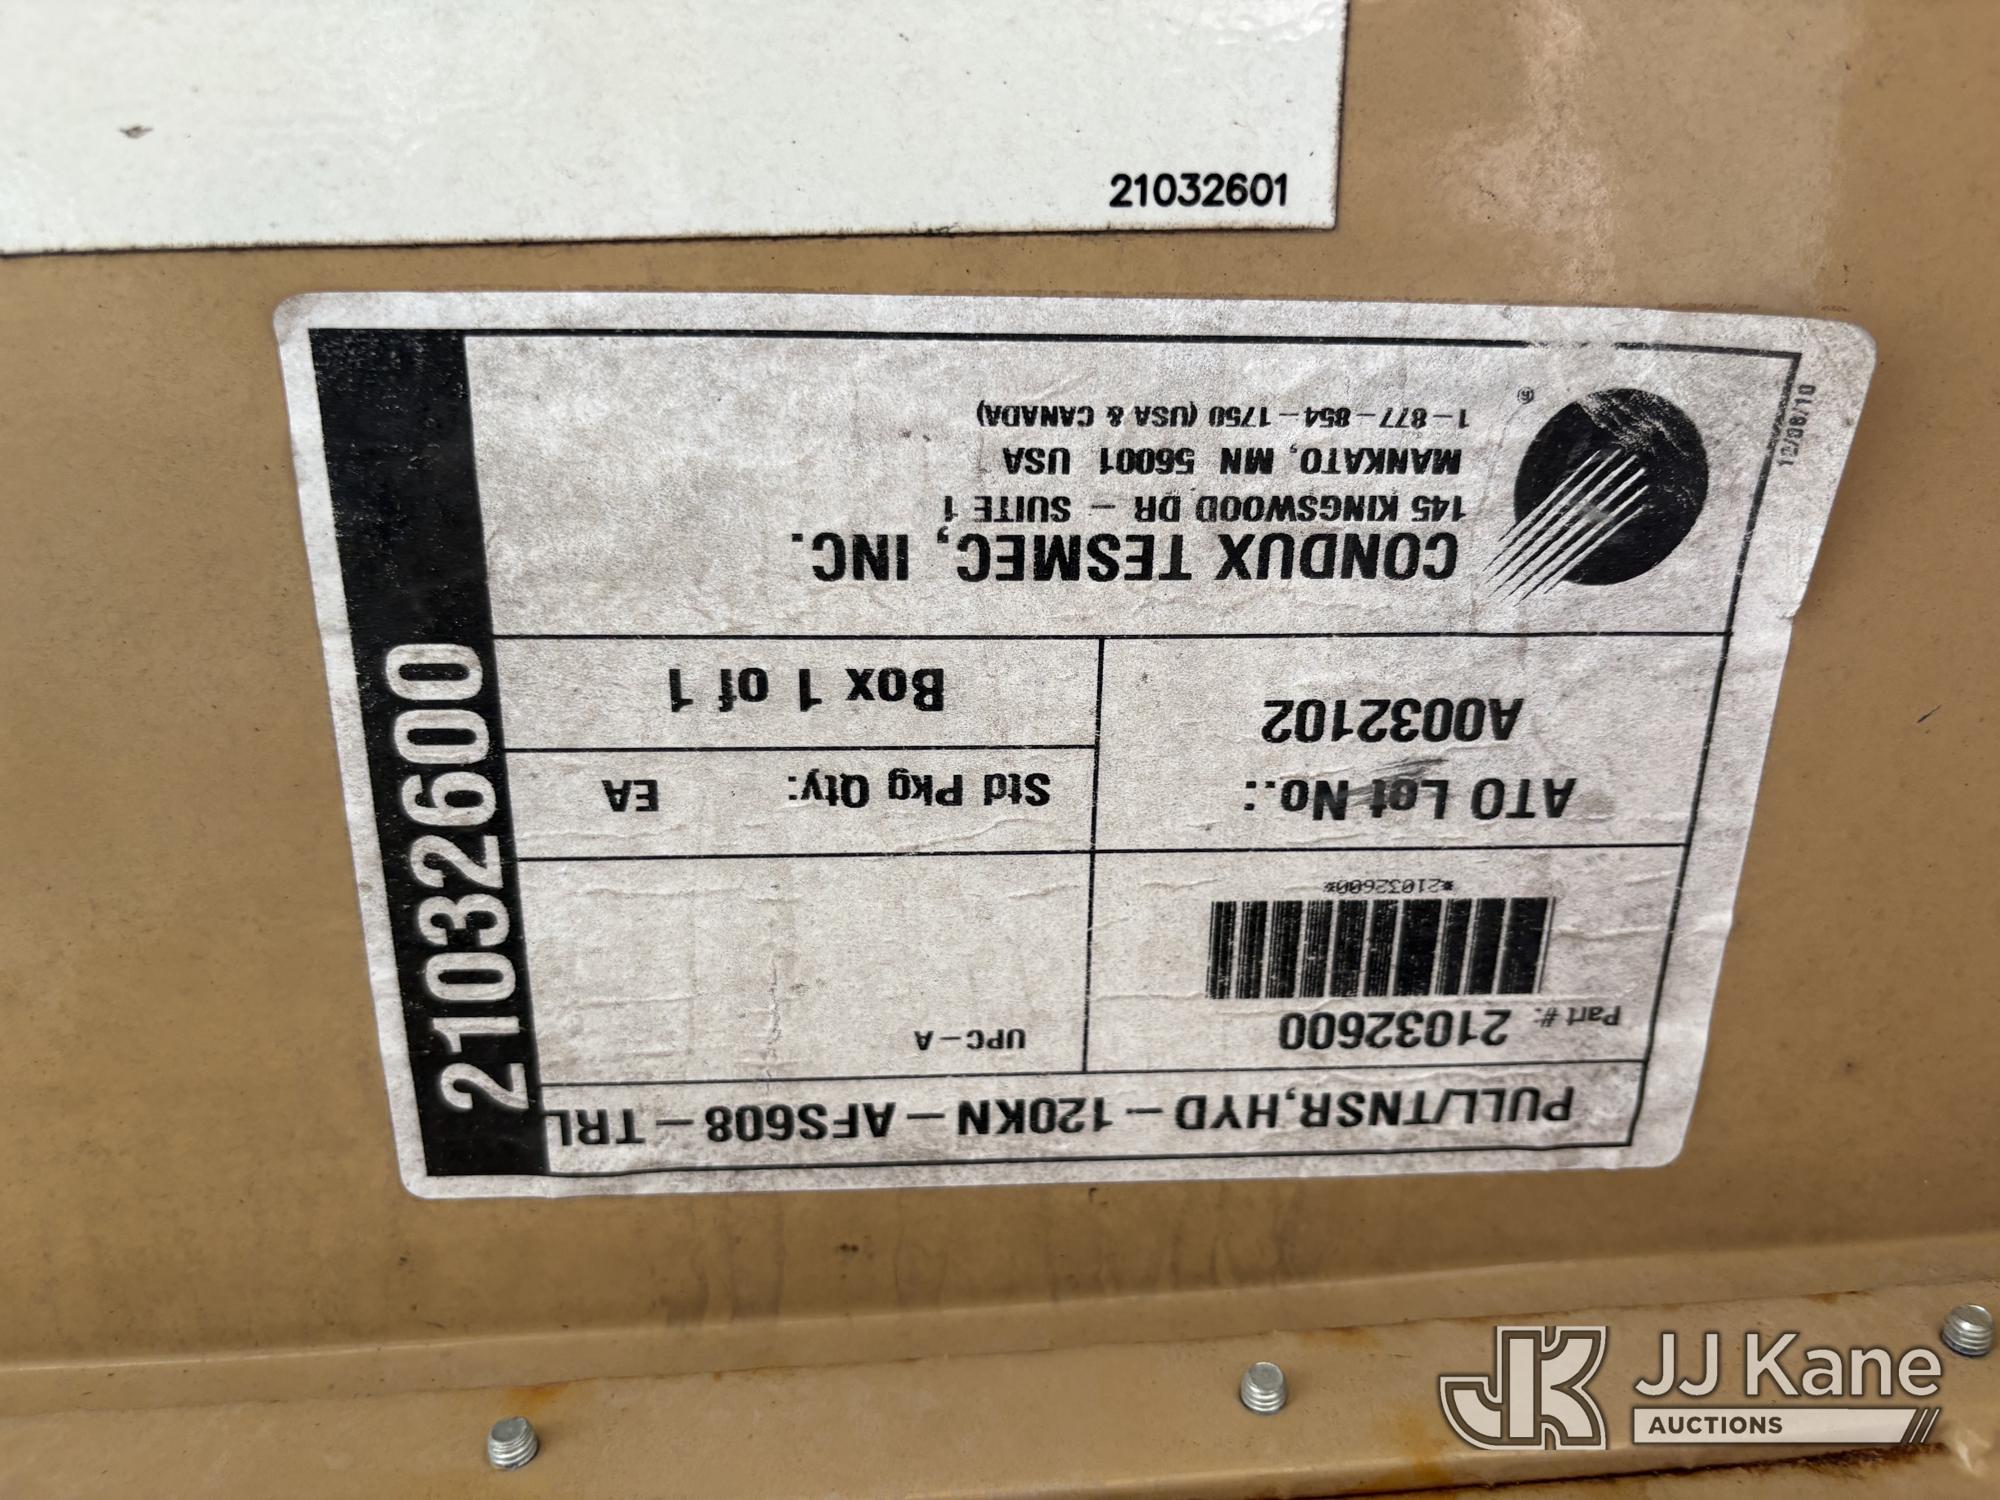 21032601
PULL/TNSR,HYD-120KN-AFS608-TRL
Part #: 21032600
*21032600*
UPC-A
ATO Lot No.:
A0032102
Std Pkg Qty: EA
Box 1 of 1
CONDUX TESMEC, INC.
145 KINGSWOOD DR - SUITE 1
MANKATO, MN 56001 USA
1-877-854-1750 (USA & CANADA)
®
12/08/10
21032600
JK JJ Kane
AUCTIONS